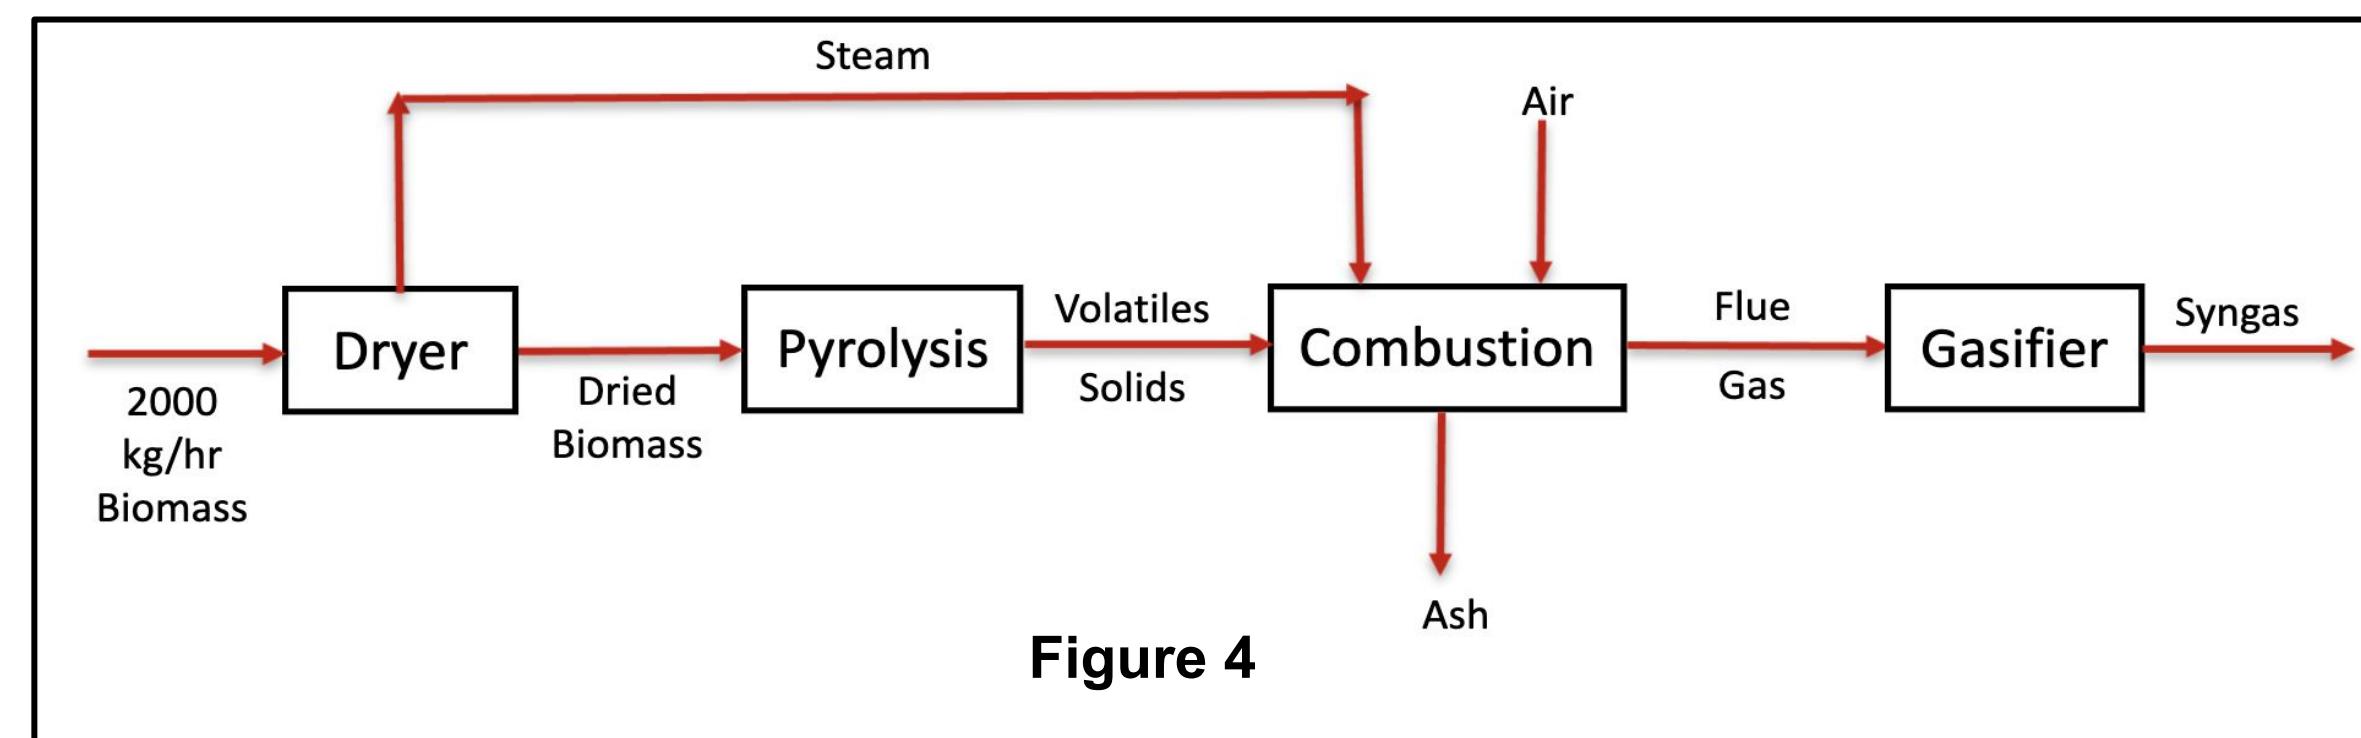 Steam
Air
Dryer
Pyrolysis
Volatiles
Solids
Combustion
Flue
Gas
Gasifier
Syngas
2000
kg/hr
Biomass
Dried
Biomass
Ash
Figure 4